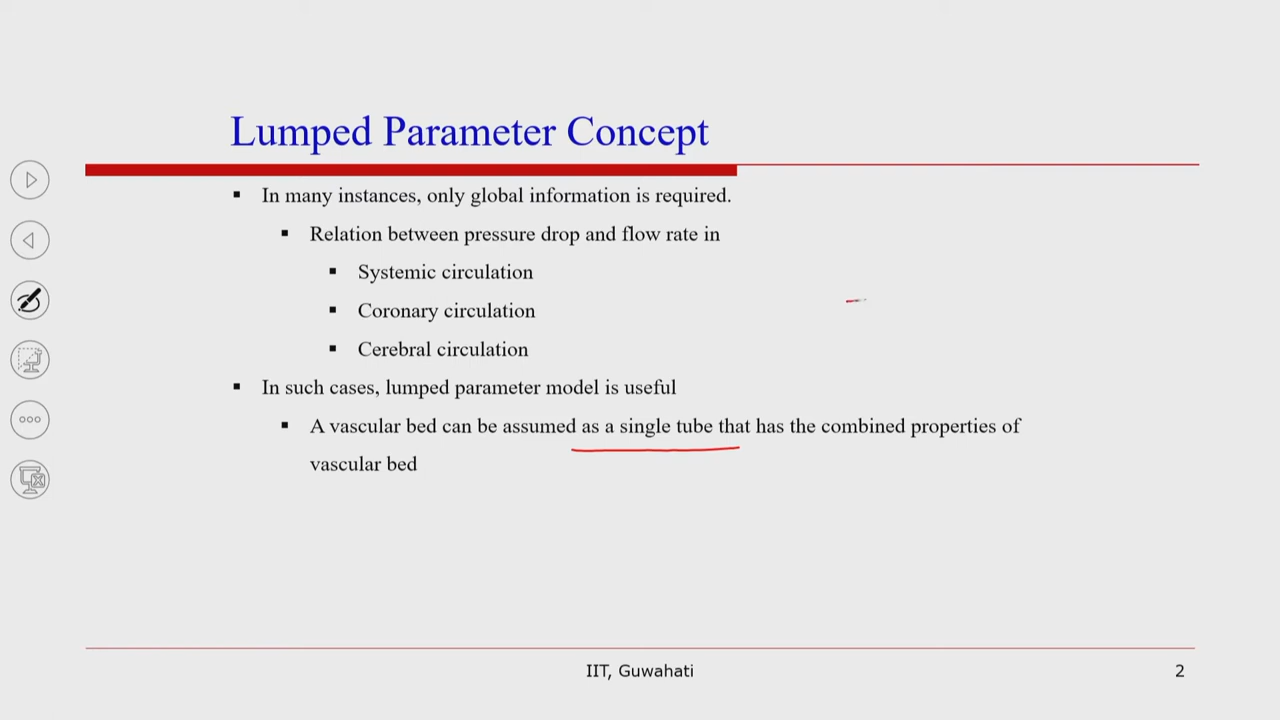 Lumped Parameter Concept
In many instances, only global information is required.
Relation between pressure drop and flow rate in
Systemic circulation
Coronary circulation
Cerebral circulation
In such cases, lumped parameter model is useful
A vascular bed can be assumed as a single tube that has the combined properties of
vascular bed
IIT, Guwahati
2